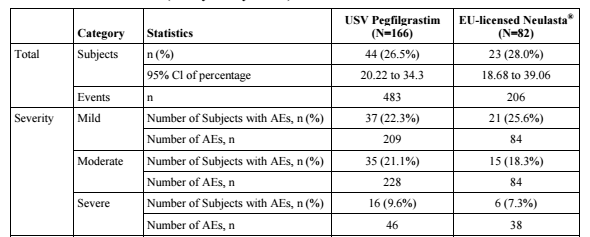 Category Statistics USV Pegfilgrastim (N=166) EU-licensed Neulasta® (N=82)
Total Subjects n (%) 44 (26.5%) 23 (28.0%)
95% CI of percentage 20.22 to 34.3 18.68 to 39.06
Events n 483 206
Severity Mild Number of Subjects with AEs, n (%) 37 (22.3%) 21 (25.6%)
Number of AEs, n 209 84
Moderate Number of Subjects with AEs, n (%) 35 (21.1%) 15 (18.3%)
Number of AEs, n 228 84
Severe Number of Subjects with AEs, n (%) 16 (9.6%) 6 (7.3%)
Number of AEs, n 46 38